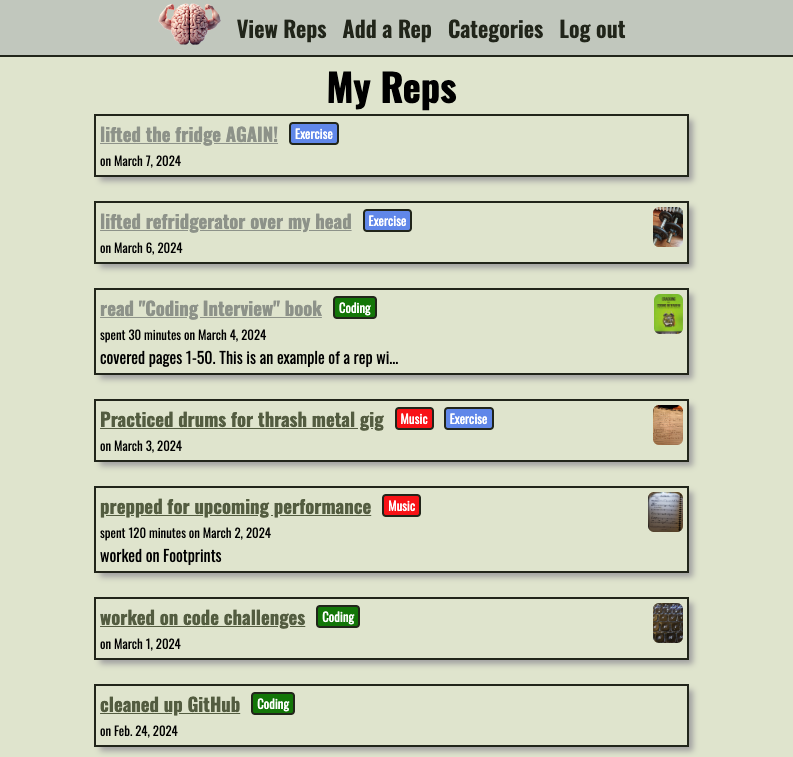 View Reps Add a Rep Categories Log out
My Reps
lifted the fridge AGAIN! Exercise
on March 7, 2024
lifted refridgerator over my head Exercise
on March 6, 2024
read "Coding Interview" book Coding
spent 30 minutes on March 4, 2024
covered pages 1-50. This is an example of a rep wi...
Practiced drums for thrash metal gig Music Exercise
on March 3, 2024
prepped for upcoming performance Music
spent 120 minutes on March 2, 2024
worked on Footprints
worked on code challenges Coding
on March 1, 2024
cleaned up GitHub Coding
on Feb. 24, 2024